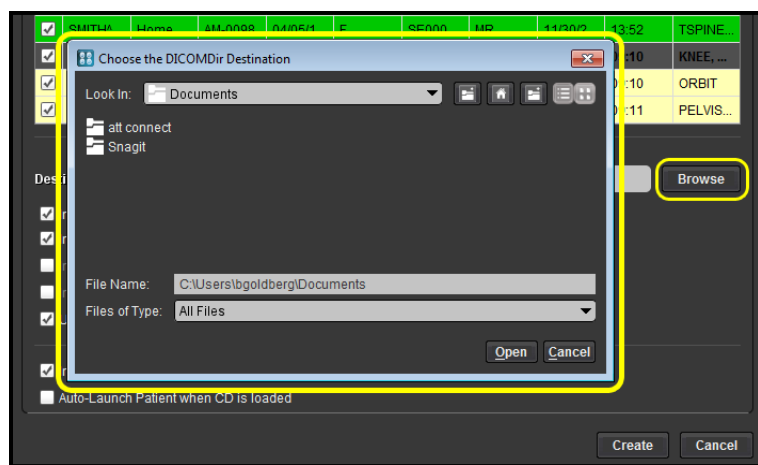 SMITH^ Home AM-0098 04/05/1 F SE000 MR 11/30/2 13:52 TSPINE...
Choose the DICOMDir Destination
:10 KNEE, ...
Look In: Documents
:10 ORBIT
:11 PELVIS...
att connect
Snagit
Browse
File Name: C:\Users\bgoldberg\Documents
Files of Type: All Files
Open Cancel
Auto-Launch Patient when CD is loaded
Create Cancel